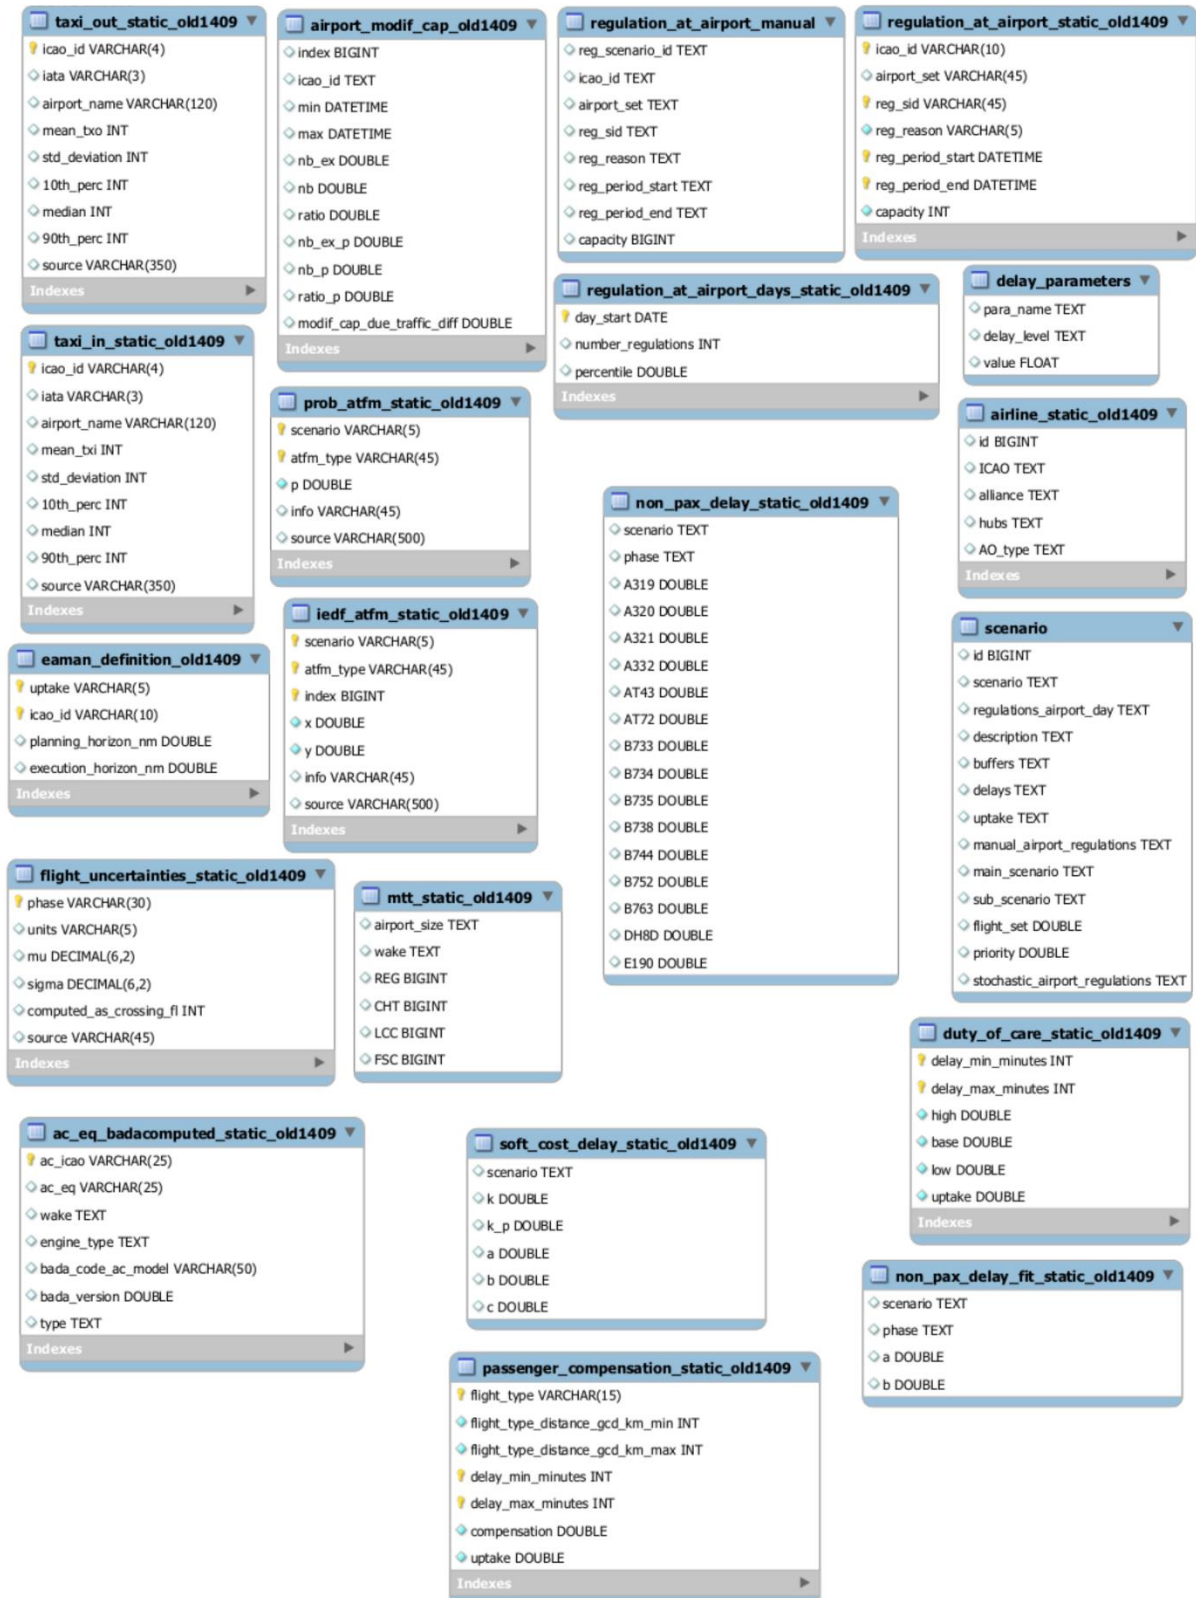 taxi_out_static_old1409
icao_id VARCHAR(4)
iata VARCHAR(3)
airport_name VARCHAR(120)
mean_txo INT
std_deviation INT
10th_perc INT
median INT
90th_perc INT
source VARCHAR(350)
Indexes
airport_modif_cap_old1409
index BIGINT
icao_id TEXT
min DATETIME
max DATETIME
nb_ex DOUBLE
nb DOUBLE
ratio DOUBLE
nb_ex_p DOUBLE
nb_p DOUBLE
ratio_p DOUBLE
modif_cap_due_traffic_diff DOUBLE
Indexes
regulation_at_airport_manual
reg_scenario_id TEXT
icao_id TEXT
airport_set TEXT
reg_sid TEXT
reg_reason TEXT
reg_period_start TEXT
reg_period_end TEXT
capacity BIGINT
regulation_at_airport_static_old1409
icao_id VARCHAR(10)
airport_set VARCHAR(45)
reg_sid VARCHAR(45)
reg_reason VARCHAR(5)
reg_period_start DATETIME
reg_period_end DATETIME
capacity INT
Indexes
regulation_at_airport_days_static_old1409
day_start DATE
number_regulations INT
percentile DOUBLE
Indexes
delay_parameters
para_name TEXT
delay_level TEXT
value FLOAT
taxi_in_static_old1409
icao_id VARCHAR(4)
iata VARCHAR(3)
airport_name VARCHAR(120)
mean_txi INT
std_deviation INT
10th_perc INT
median INT
90th_perc INT
source VARCHAR(350)
Indexes
prob_atfm_static_old1409
scenario VARCHAR(5)
atfm_type VARCHAR(45)
p DOUBLE
info VARCHAR(45)
source VARCHAR(500)
Indexes
airline_static_old1409
id BIGINT
ICAO TEXT
alliance TEXT
hubs TEXT
AO_type TEXT
Indexes
non_pax_delay_static_old1409
scenario TEXT
phase TEXT
A319 DOUBLE
A320 DOUBLE
A321 DOUBLE
A332 DOUBLE
AT43 DOUBLE
AT72 DOUBLE
B733 DOUBLE
B734 DOUBLE
B735 DOUBLE
B738 DOUBLE
B744 DOUBLE
B752 DOUBLE
B763 DOUBLE
DH8D DOUBLE
E190 DOUBLE
iedf_atfm_static_old1409
scenario VARCHAR(5)
atfm_type VARCHAR(45)
index BIGINT
x DOUBLE
y DOUBLE
info VARCHAR(45)
source VARCHAR(500)
Indexes
scenario
id BIGINT
scenario TEXT
regulations_airport_day TEXT
description TEXT
buffers TEXT
delays TEXT
uptake TEXT
manual_airport_regulations TEXT
main_scenario TEXT
sub_scenario TEXT
flight_set DOUBLE
priority DOUBLE
stochastic_airport_regulations TEXT
eaman_definition_old1409
uptake VARCHAR(5)
icao_id VARCHAR(10)
planning_horizon_nm DOUBLE
execution_horizon_nm DOUBLE
Indexes
flight_uncertainties_static_old1409
phase VARCHAR(30)
units VARCHAR(5)
mu DECIMAL(6,2)
sigma DECIMAL(6,2)
computed_as_crossing_fl INT
source VARCHAR(45)
Indexes
mtt_static_old1409
airport_size TEXT
wake TEXT
REG BIGINT
CHT BIGINT
LCC BIGINT
FSC BIGINT
duty_of_care_static_old1409
delay_min_minutes INT
delay_max_minutes INT
high DOUBLE
base DOUBLE
low DOUBLE
uptake DOUBLE
Indexes
ac_eq_badacomputed_static_old1409
ac_icao VARCHAR(25)
ac_eq VARCHAR(25)
wake TEXT
engine_type TEXT
bada_code_ac_model VARCHAR(50)
bada_version DOUBLE
type TEXT
Indexes
soft_cost_delay_static_old1409
scenario TEXT
k DOUBLE
k_p DOUBLE
a DOUBLE
b DOUBLE
c DOUBLE
non_pax_delay_fit_static_old1409
scenario TEXT
phase TEXT
a DOUBLE
b DOUBLE
passenger_compensation_static_old1409
flight_type VARCHAR(15)
flight_type_distance_gcd_km_min INT
flight_type_distance_gcd_km_max INT
delay_min_minutes INT
delay_max_minutes INT
compensation DOUBLE
uptake DOUBLE
Indexes